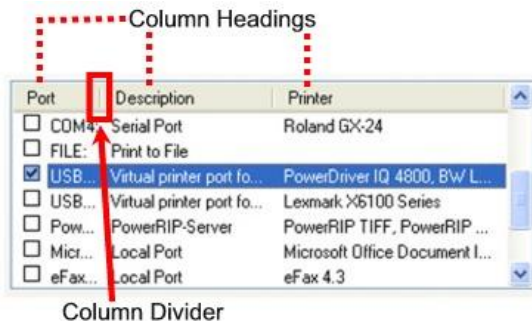 Column Headings
Port Description Printer
COM4: Serial Port Roland GX-24
FILE: Print to File
USB... Virtual printer port fo... PowerDriver IQ 4800, BW L...
USB... Virtual printer port fo... Lexmark X6100 Series
Pow... PowerRIP-Server PowerRIP TIFF, PowerRIP ...
Micr... Local Port Microsoft Office Document I...
eFax... Local Port eFax 4.3
Column Divider